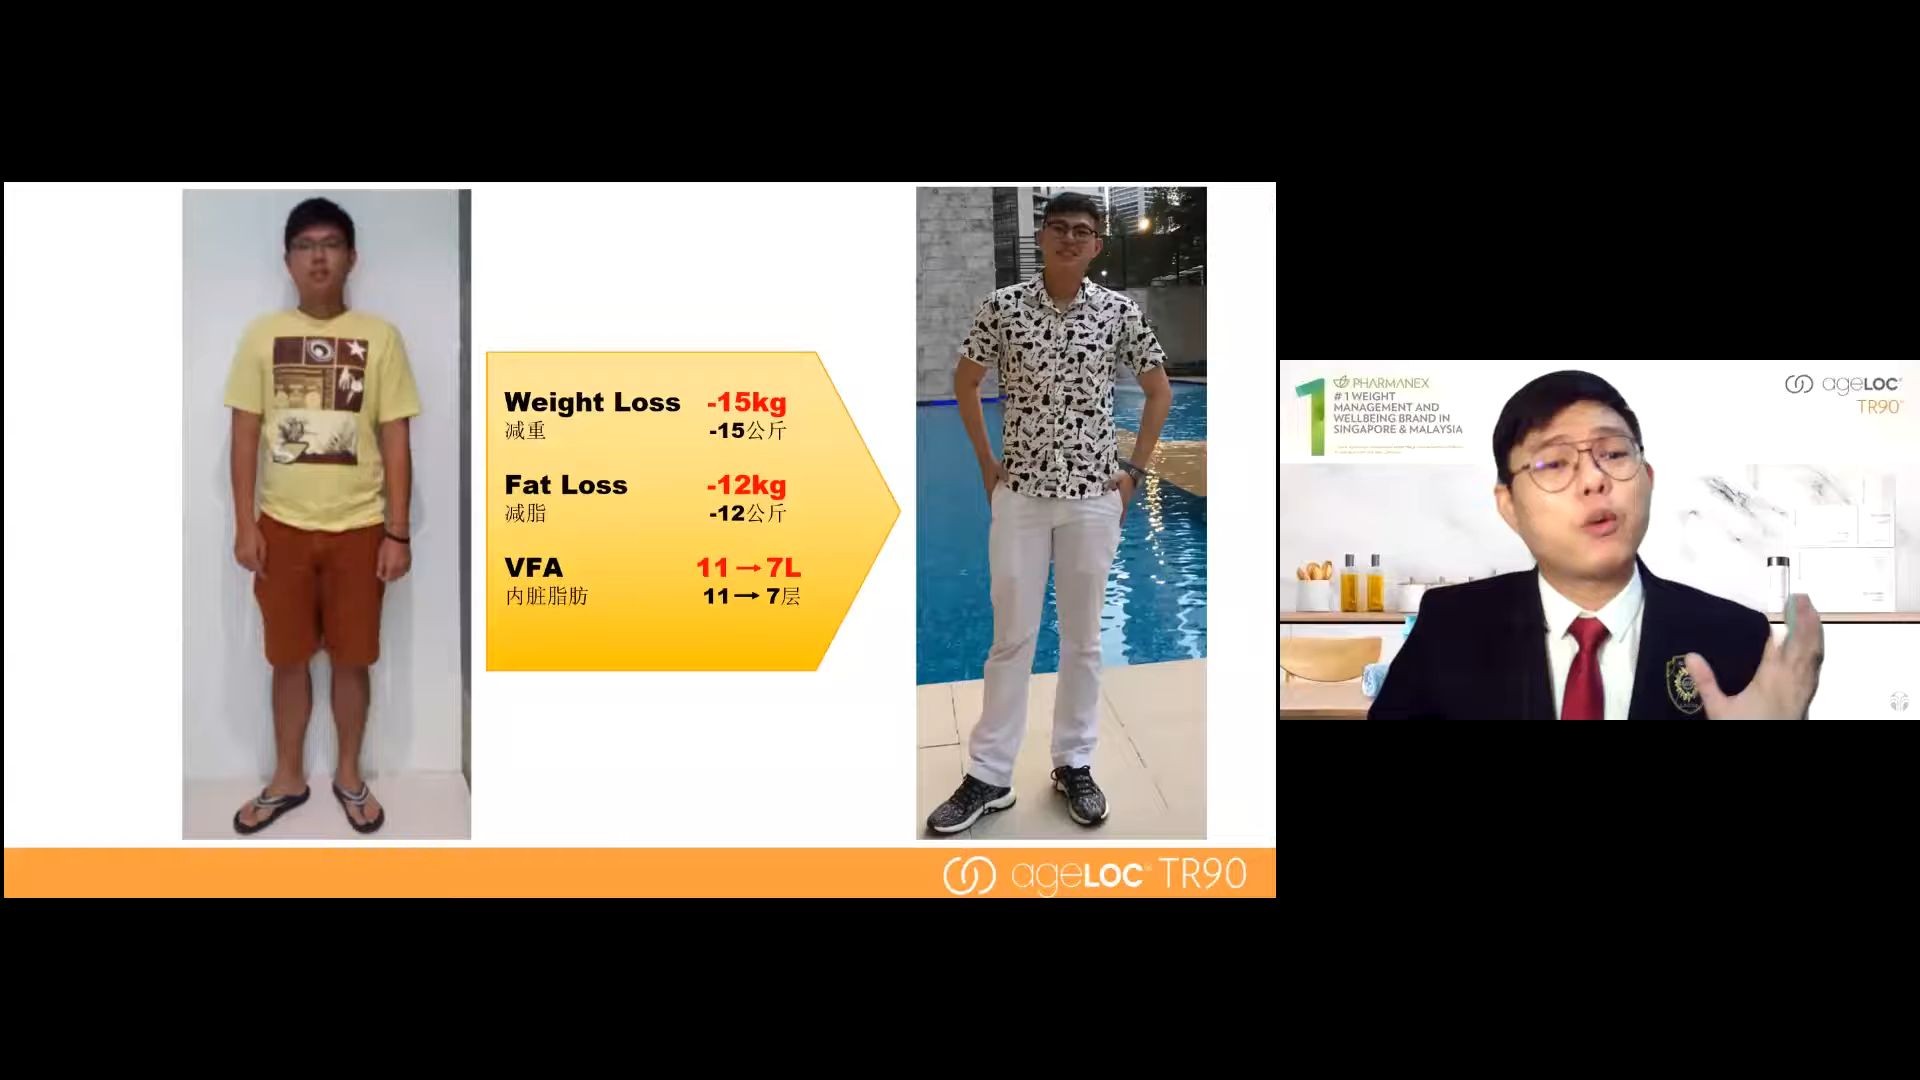 Weight Loss -15kg
减重 -15公斤
Fat Loss -12kg
减脂 -12公斤
VFA 11→7L
内脏脂肪 11→7层
ageLOC TR90
1
PHARMANEX
#1 WEIGHT
MANAGEMENT AND
WELLBEING BRAND IN
SINGAPORE & MALAYSIA
ageLOC
TR90